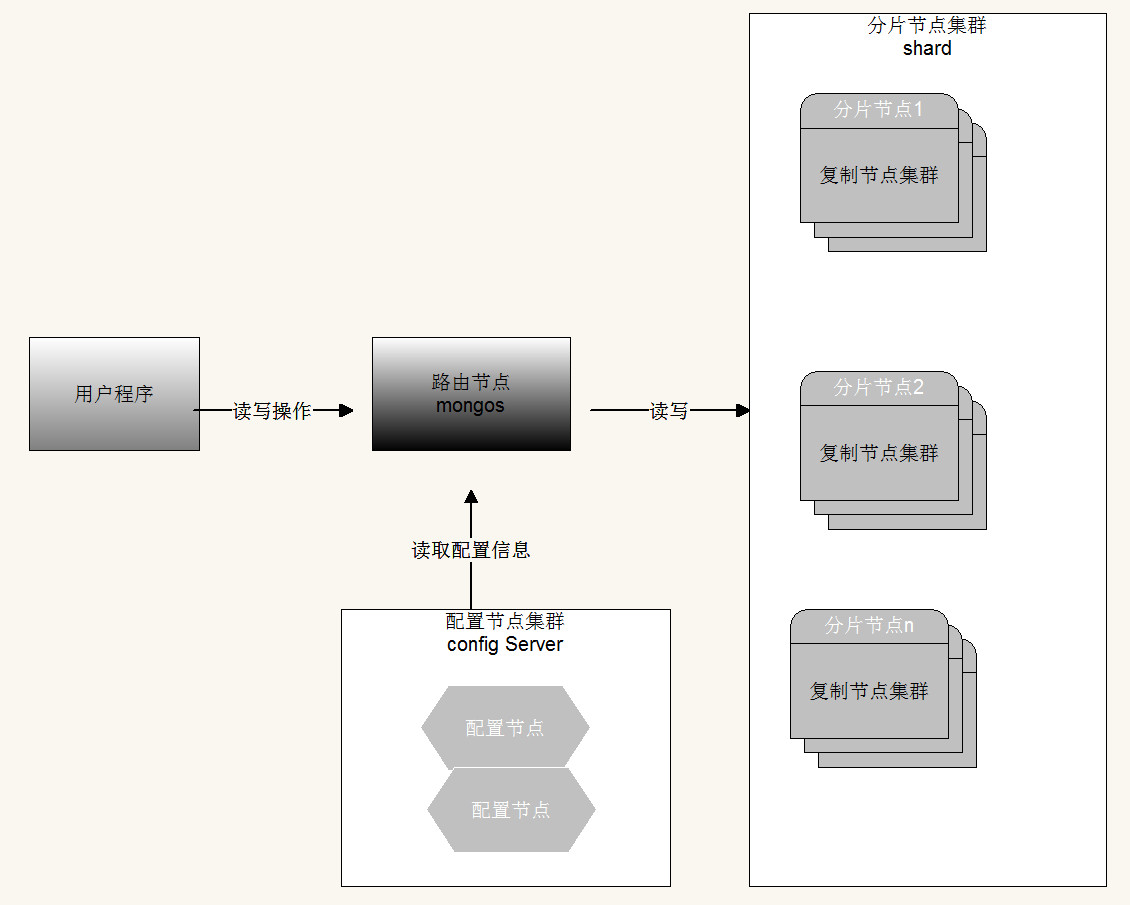 分片节点集群
shard
分片节点1
复制节点集群
用户程序
读写操作
路由节点
mongos
读写
分片节点2
复制节点集群
读取配置信息
配置节点集群
config Server
配置节点
配置节点
分片节点n
复制节点集群